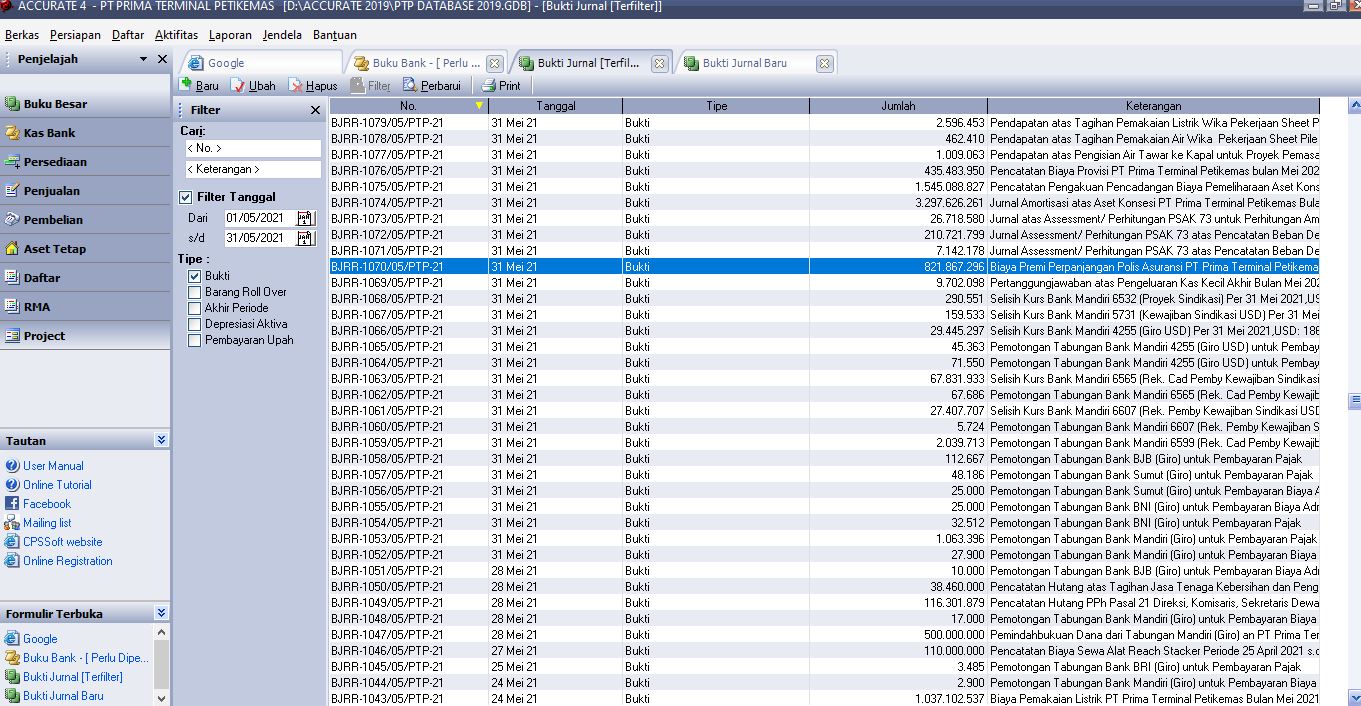 ACCURATE 4 - PT PRIMA TERMINAL PETIKEMAS [D:\ACCURATE 2019\PTP DATABASE 2019.GDB] - [Bukti Jurnal [Terfilter]]
Berkas Persiapan Daftar Aktifitas Laporan Jendela Bantuan
Penjelajah
Google
Buku Bank - [ Perlu ...
Bukti Jurnal [Terfil...
Bukti Jurnal Baru
Baru Ubah Hapus Filter Perbarui Print
Buku Besar
Kas Bank
Persediaan
Penjualan
Pembelian
Aset Tetap
Daftar
RMA
Project
Tautan
User Manual
Online Tutorial
Facebook
Mailing list
CPSSoft website
Online Registration
Formulir Terbuka
Google
Buku Bank - [ Perlu Dipe...
Bukti Jurnal [Terfilter]
Bukti Jurnal Baru
Filter
Cari:
< No. >
< Keterangan >
Filter Tanggal
Dari 01/05/2021
s/d 31/05/2021
Tipe :
Bukti
Barang Roll Over
Akhir Periode
Depresiasi Aktiva
Pembayaran Upah
No. Tanggal Tipe Jumlah Keterangan
BJRR-1079/05/PTP-21 31 Mei 21 Bukti 2.596.453 Pendapatan atas Tagihan Pemakaian Listrik Wika Pekerjaan Sheet P
BJRR-1078/05/PTP-21 31 Mei 21 Bukti 462.410 Pendapatan atas Tagihan Pemakaian Air Wika Pekerjaan Sheet Pile
BJRR-1077/05/PTP-21 31 Mei 21 Bukti 1.009.063 Pendapatan atas Pengisian Air Tawar ke Kapal untuk Proyek Pemasa
BJRR-1076/05/PTP-21 31 Mei 21 Bukti 435.483.950 Pencatatan Biaya Provisi PT Prima Terminal Petikemas bulan Mei 202
BJRR-1075/05/PTP-21 31 Mei 21 Bukti 1.545.088.827 Pencatatan Pengakuan Pencadangan Biaya Pemeliharaan Aset Kons
BJRR-1074/05/PTP-21 31 Mei 21 Bukti 3.297.626.261 Jurnal Amortisasi atas Aset Konsesi PT Prima Terminal Petikemas Bula
BJRR-1073/05/PTP-21 31 Mei 21 Bukti 26.718.580 Jurnal atas Assessment/ Perhitungan PSAK 73 untuk Perhitungan Am
BJRR-1072/05/PTP-21 31 Mei 21 Bukti 210.721.799 Jurnal Assessment/ Perhitungan PSAK 73 atas Pencatatan Beban De
BJRR-1071/05/PTP-21 31 Mei 21 Bukti 7.142.178 Jurnal Assessment/ Perhitungan PSAK 73 atas Pencatatan Beban De
BJRR-1070/05/PTP-21 31 Mei 21 Bukti 821.867.296 Biaya Premi Perpanjangan Polis Asuransi PT Prima Terminal Petikema
BJRR-1069/05/PTP-21 31 Mei 21 Bukti 9.702.098 Pertanggungjawaban atas Pengeluaran Kas Kecil Akhir Bulan Mei 202
BJRR-1068/05/PTP-21 31 Mei 21 Bukti 290.551 Selisih Kurs Bank Mandiri 6532 (Proyek Sindikasi) Per 31 Mei 2021,US
BJRR-1067/05/PTP-21 31 Mei 21 Bukti 159.533 Selisih Kurs Bank Mandiri 5731 (Kewajiban Sindikasi USD) Per 31 Mei
BJRR-1066/05/PTP-21 31 Mei 21 Bukti 29.445.297 Selisih Kurs Bank Mandiri 4255 (Giro USD) Per 31 Mei 2021,USD: 186
BJRR-1065/05/PTP-21 31 Mei 21 Bukti 45.363 Pemotongan Tabungan Bank Mandiri 4255 (Giro USD) untuk Pembay
BJRR-1064/05/PTP-21 31 Mei 21 Bukti 71.550 Pemotongan Tabungan Bank Mandiri 4255 (Giro USD) untuk Pembay
BJRR-1063/05/PTP-21 31 Mei 21 Bukti 67.831.933 Selisih Kurs Bank Mandiri 6565 (Rek. Cad Pemby Kewajiban Sindikasi
BJRR-1062/05/PTP-21 31 Mei 21 Bukti 67.686 Pemotongan Tabungan Bank Mandiri 6565 (Rek. Cad Pemby Kewajib
BJRR-1061/05/PTP-21 31 Mei 21 Bukti 27.407.707 Selisih Kurs Bank Mandiri 6607 (Rek. Pemby Kewajiban Sindikasi USD
BJRR-1060/05/PTP-21 31 Mei 21 Bukti 5.724 Pemotongan Tabungan Bank Mandiri 6607 (Rek. Pemby Kewajiban S
BJRR-1059/05/PTP-21 31 Mei 21 Bukti 2.039.713 Pemotongan Tabungan Bank Mandiri 6599 (Rek. Cad Pemby Kewajib
BJRR-1058/05/PTP-21 31 Mei 21 Bukti 112.667 Pemotongan Tabungan Bank BJB (Giro) untuk Pembayaran Pajak
BJRR-1057/05/PTP-21 31 Mei 21 Bukti 48.186 Pemotongan Tabungan Bank Sumut (Giro) untuk Pembayaran Pajak
BJRR-1056/05/PTP-21 31 Mei 21 Bukti 25.000 Pemotongan Tabungan Bank Sumut (Giro) untuk Pembayaran Biaya A
BJRR-1055/05/PTP-21 31 Mei 21 Bukti 25.000 Pemotongan Tabungan Bank BNI (Giro) untuk Pembayaran Biaya Adr
BJRR-1054/05/PTP-21 31 Mei 21 Bukti 32.512 Pemotongan Tabungan Bank BNI (Giro) untuk Pembayaran Pajak
BJRR-1053/05/PTP-21 31 Mei 21 Bukti 1.063.396 Pemotongan Tabungan Bank Mandiri (Giro) untuk Pembayaran Pajak
BJRR-1052/05/PTP-21 31 Mei 21 Bukti 27.900 Pemotongan Tabungan Bank Mandiri (Giro) untuk Pembayaran Biaya
BJRR-1051/05/PTP-21 28 Mei 21 Bukti 10.000 Pemotongan Tabungan Bank BJB (Giro) untuk Pembayaran Biaya Adr
BJRR-1050/05/PTP-21 28 Mei 21 Bukti 38.460.000 Pencatatan Hutang atas Tagihan Jasa Tenaga Kebersihan dan Peng
BJRR-1049/05/PTP-21 28 Mei 21 Bukti 116.301.879 Pencatatan Hutang PPh Pasal 21 Direksi, Komisaris, Sekretaris Dewa
BJRR-1048/05/PTP-21 28 Mei 21 Bukti 17.000 Pemotongan Tabungan Bank Mandiri (Giro) untuk Pembayaran Biaya
BJRR-1047/05/PTP-21 28 Mei 21 Bukti 500.000.000 Pemindahbukuan Dana dari Tabungan Mandiri (Giro) an PT Prima Ter
BJRR-1046/05/PTP-21 27 Mei 21 Bukti 110.000.000 Pencatatan Biaya Sewa Alat Reach Stacker Periode 25 April 2021 s.c
BJRR-1045/05/PTP-21 25 Mei 21 Bukti 3.485 Pemotongan Tabungan Bank BRI (Giro) untuk Pembayaran Pajak
BJRR-1044/05/PTP-21 24 Mei 21 Bukti 2.900 Pemotongan Tabungan Bank Mandiri (Giro) untuk Pembayaran Biaya
BJRR-1043/05/PTP-21 24 Mei 21 Bukti 1.037.102.537 Biaya Pemakaian Listrik PT Prima Terminal Petikemas Bulan Mei 2021